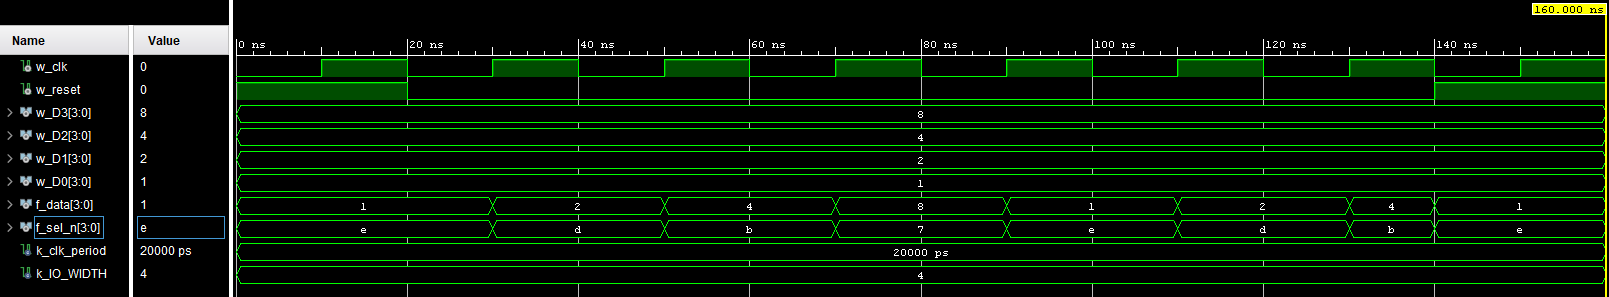 160.000 ns
Name Value
0 ns 20 ns 40 ns 60 ns 80 ns 100 ns 120 ns 140 ns
w_clk 0
w_reset 0
w_D3[3:0] 8 8
w_D2[3:0] 4 4
w_D1[3:0] 2 2
w_D0[3:0] 1 1
f_data[3:0] 1 1 2 4 8 1 2 4 1
f_sel_n[3:0] e e d b 7 e d b e
k_clk_period 20000 ps 20000 ps
k_IO_WIDTH 4 4